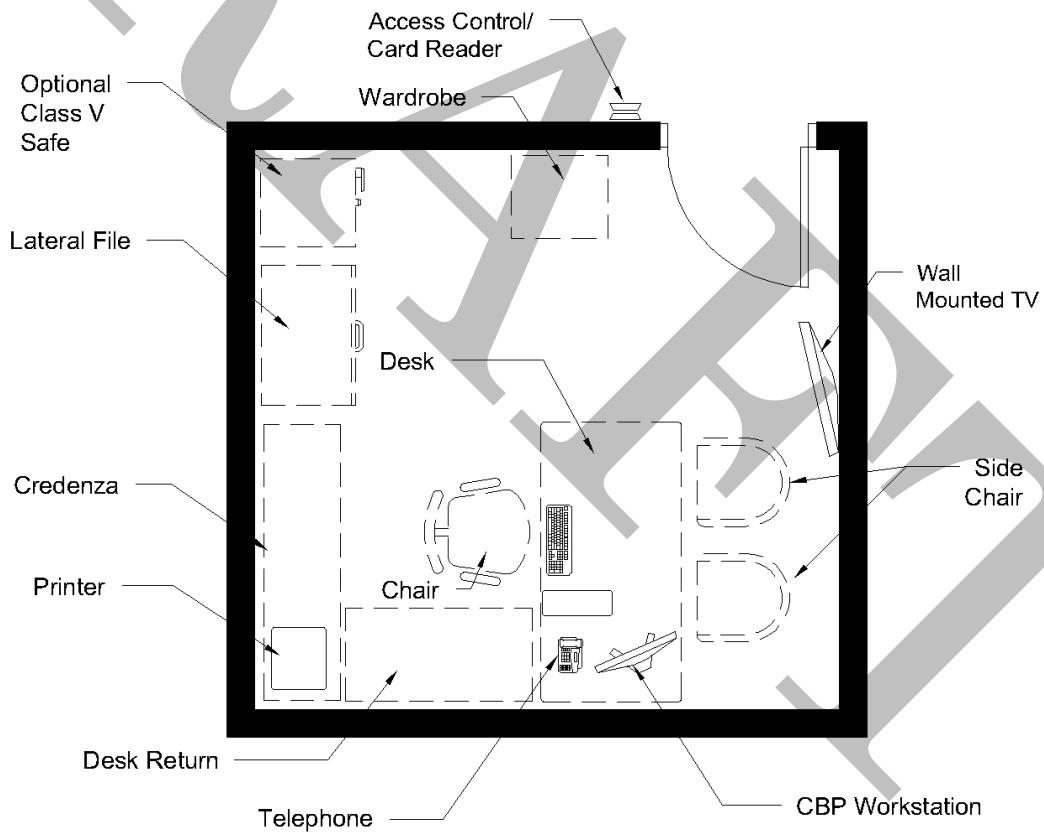 Access Control/
Card Reader
Optional
Class V
Safe
Wardrobe
Lateral File
Wall
Mounted TV
Desk
Side
Chair
Credenza
Printer
Chair
Desk Return
Telephone
CBP Workstation